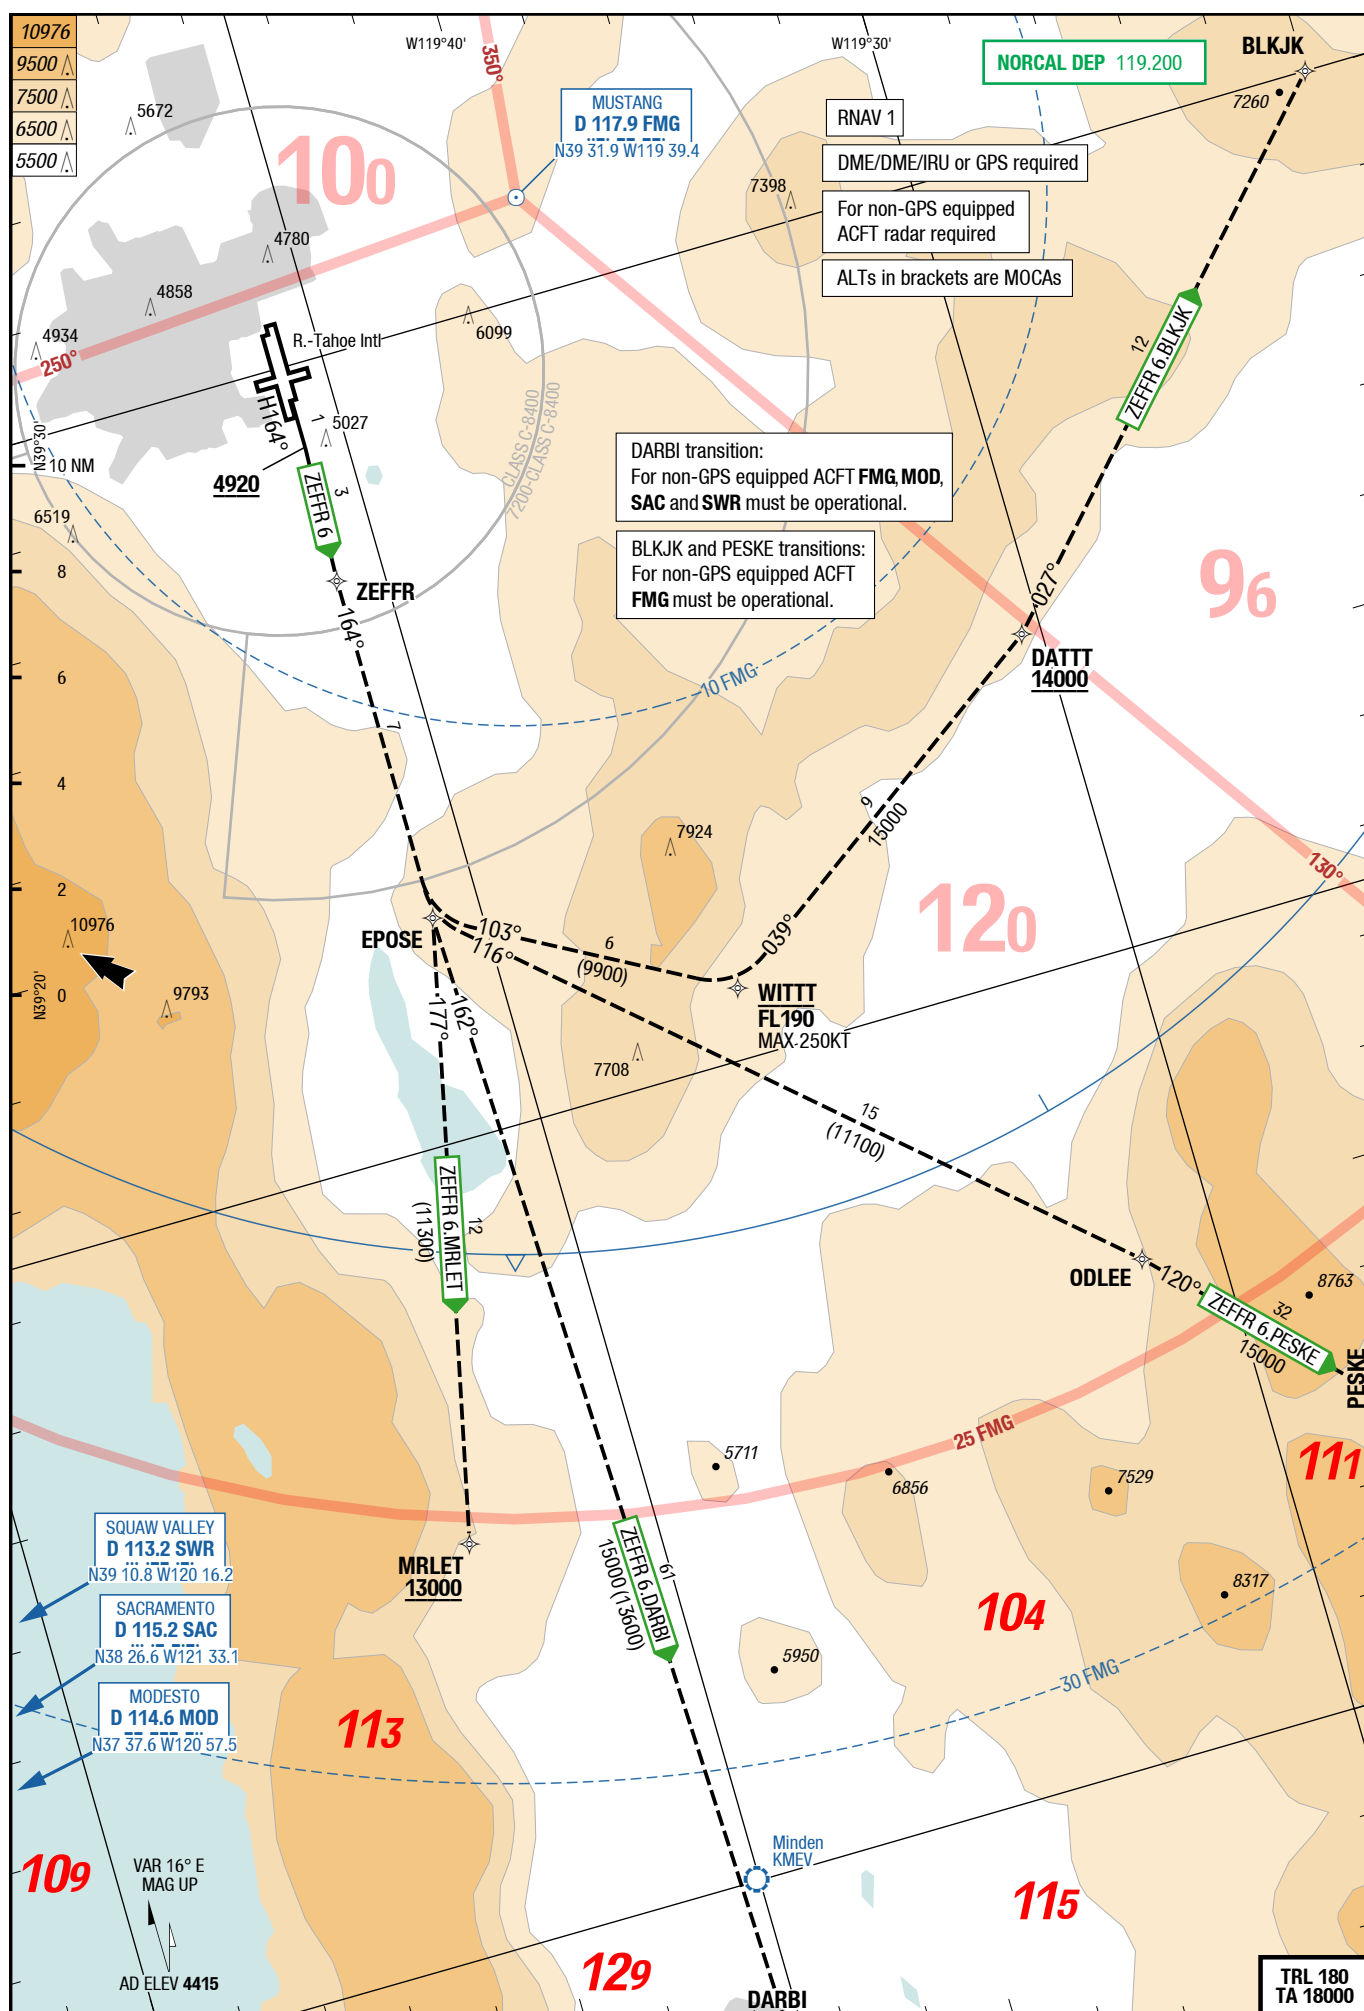 10976
9500
7500
6500
5500
W119°40'
W119°30'
350°
NORCAL DEP 119.200
BLKJK
7260
5672
MUSTANG
D 117.9 FMG
N39 31.9 W119 39.4
RNAV 1
DME/DME/IRU or GPS required
For non-GPS equipped
ACFT radar required
ALTs in brackets are MOCAs
100
7398
4780
4858
4934
250°
R.-Tahoe Intl
6099
12
ZEFFR 6.BLKJK
H164°
1
5027
CLASS C-8400
7200-CLASS C-8400
N39°30'
10 NM
4920
ZEFFR 6
3
DARBI transition:
For non-GPS equipped ACFT FMG, MOD,
SAC and SWR must be operational.
6519
BLKJK and PESKE transitions:
For non-GPS equipped ACFT
FMG must be operational.
8
ZEFFR
164°
027°
96
DATTT
14000
6
10 FMG
7
4
9
15000
7924
130°
2
120
10976
EPOSE
103°
116°
6
(9900)
039°
N39°20'
0
9793
WITTT
FL190
MAX-250KT
177°
162°
7708
15
(11100)
ZEFFR 6.MRLET
12
(11300)
ODLEE
120°
8763
ZEFFR 6.PESKE
32
15000
PESKE
25 FMG
111
5711
6856
7529
SQUAW VALLEY
D 113.2 SWR
N39 10.8 W120 16.2
MRLET
13000
ZEFFR 6.DARBI
61
15000 (13600)
8317
104
SACRAMENTO
D 115.2 SAC
N38 26.6 W121 33.1
5950
30 FMG
MODESTO
D 114.6 MOD
N37 37.6 W120 57.5
113
Minden
KMEV
109
VAR 16° E
MAG UP
115
AD ELEV 4415
129
DARBI
TRL 180
TA 18000